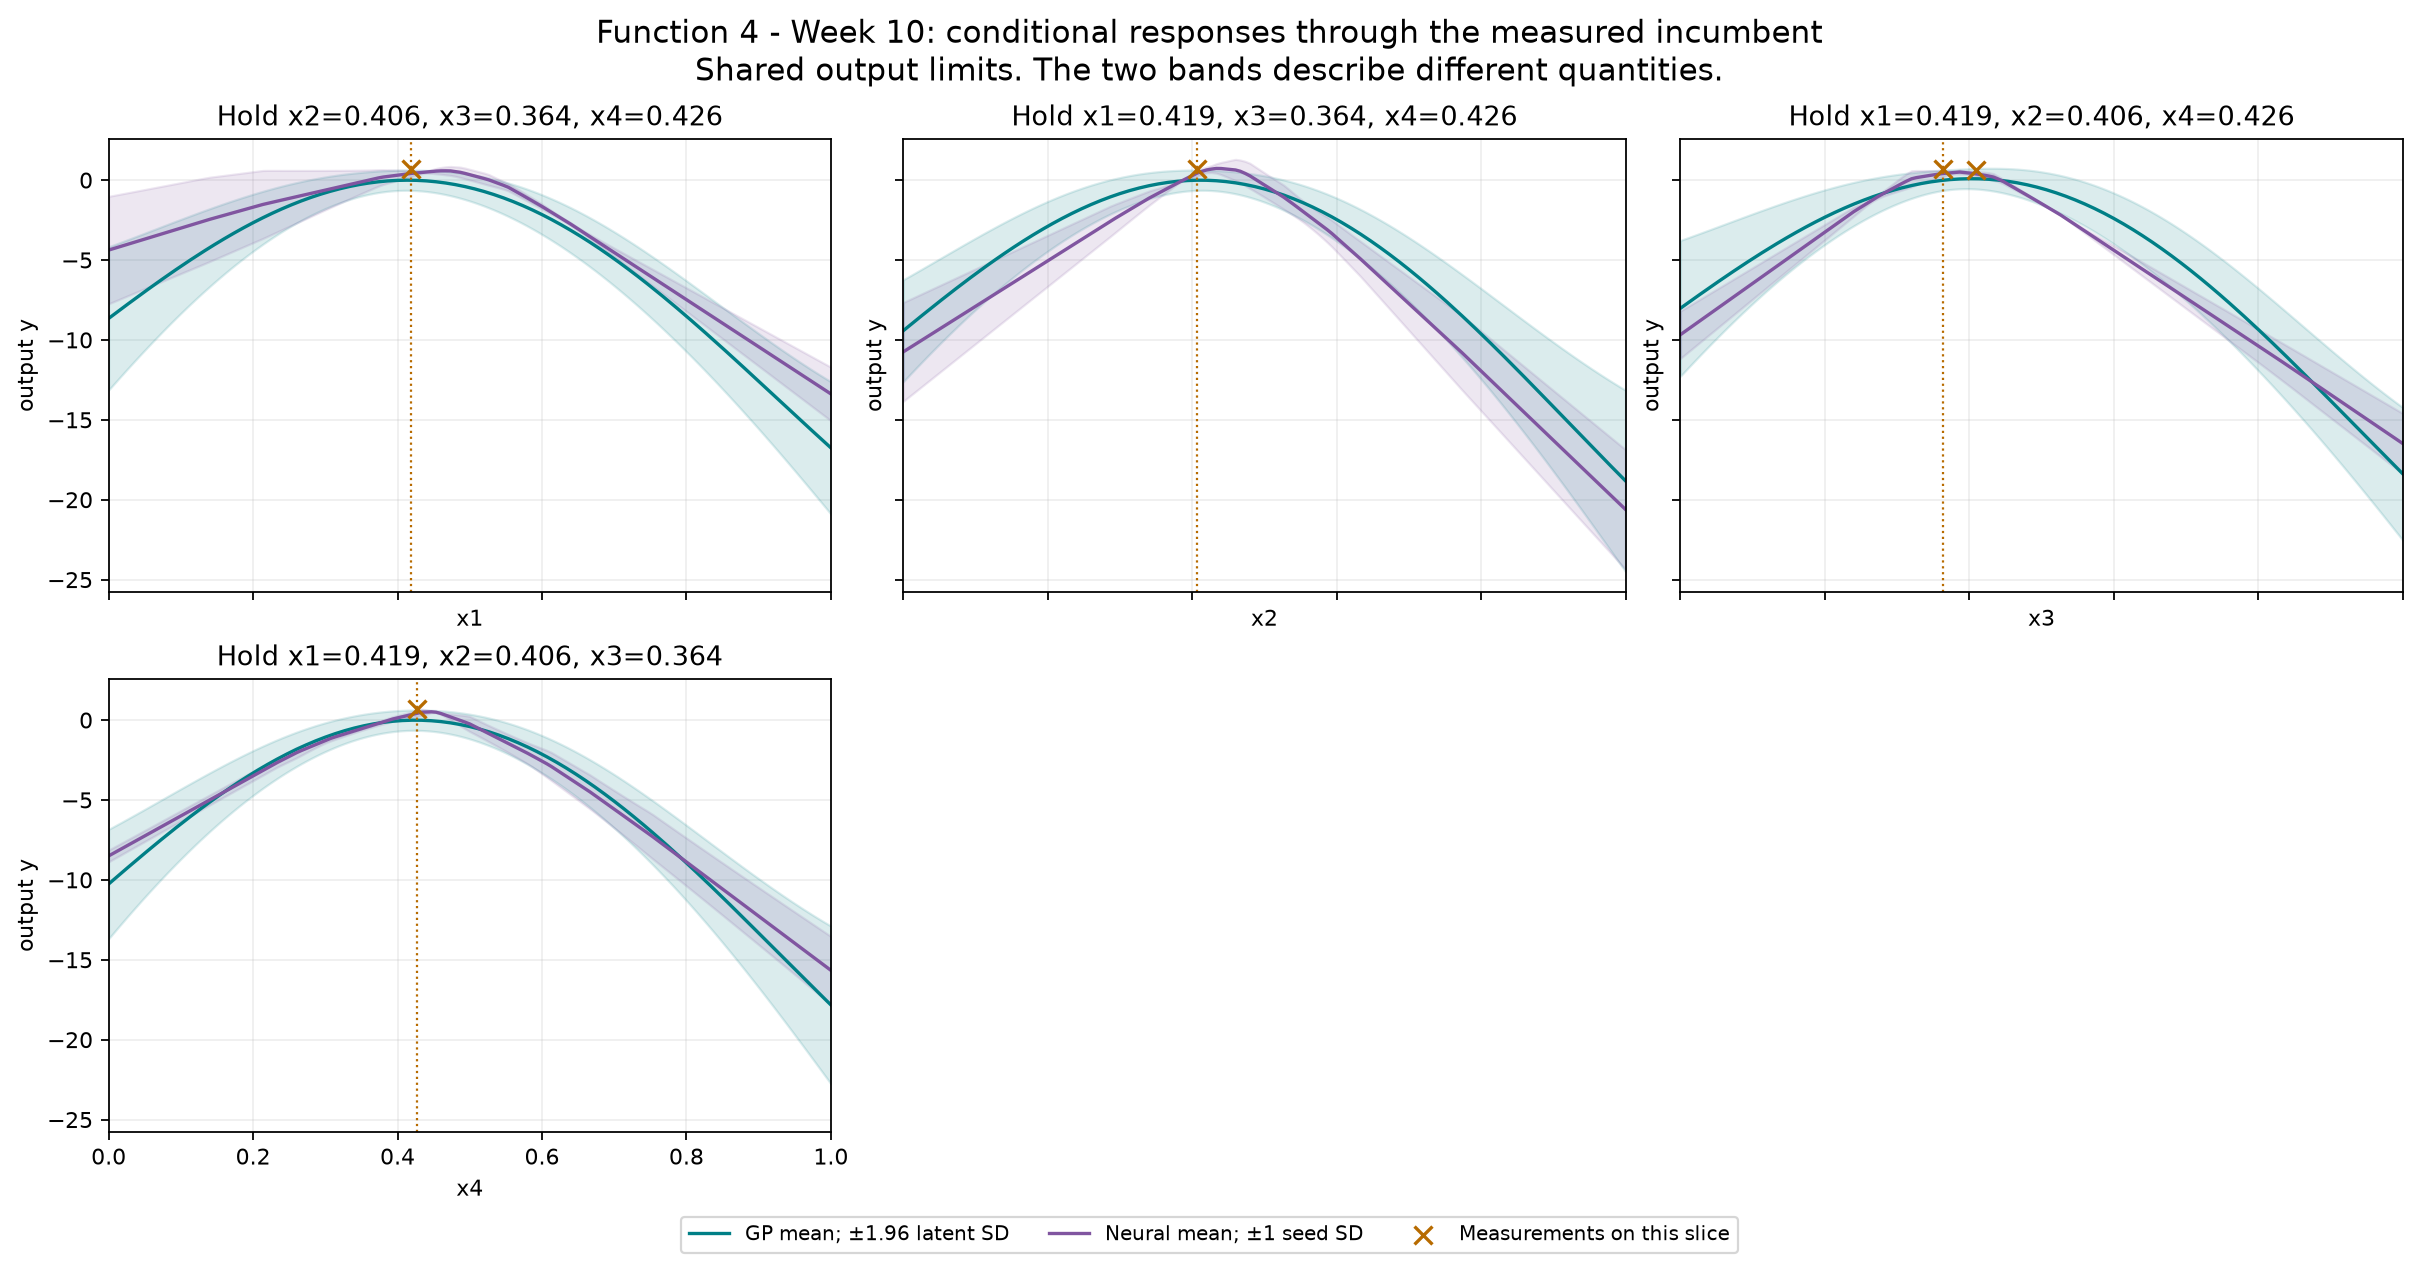 Function 4 - Week 10: conditional responses through the measured incumbent
Shared output limits. The two bands describe different quantities.
Hold x2=0.406, x3=0.364, x4=0.426
Hold x1=0.419, x3=0.364, x4=0.426
Hold x1=0.419, x2=0.406, x4=0.426
output y
0
−5
−10
−15
−20
−25
x1
output y
x2
output y
x3
Hold x1=0.419, x2=0.406, x3=0.364
output y
0
−5
−10
−15
−20
−25
0.0 0.2 0.4 0.6 0.8 1.0
x4
GP mean; ±1.96 latent SD
Neural mean; ±1 seed SD
Measurements on this slice